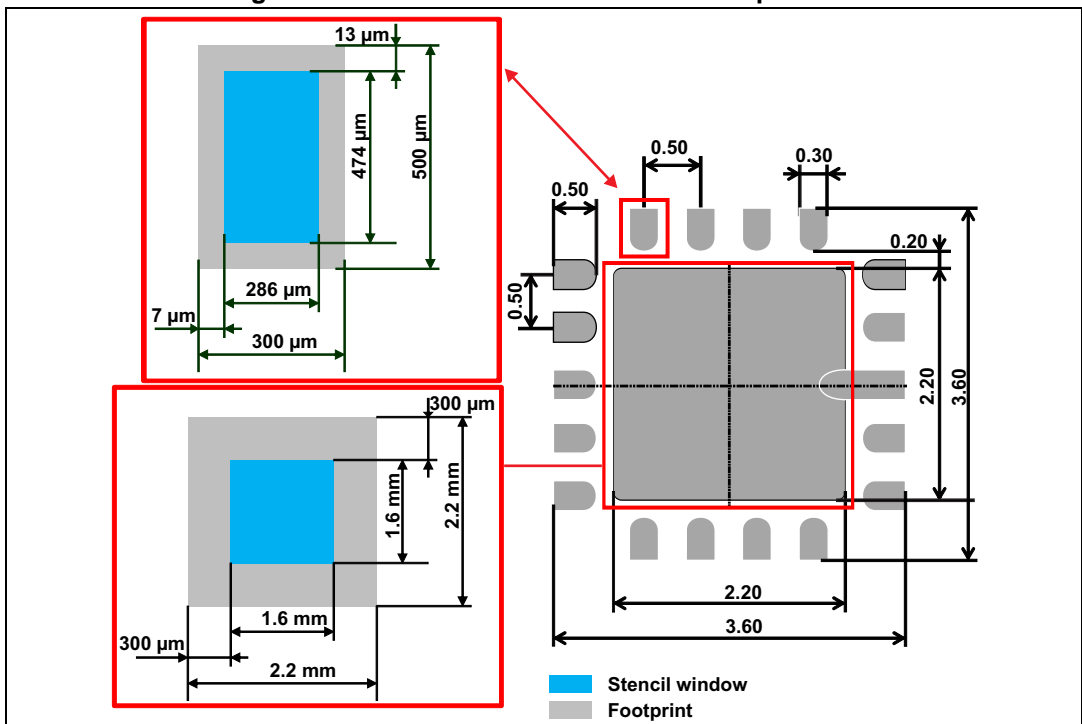 13 µm
474 µm
500 µm
286 µm
7 µm
300 µm
0.50
0.30
0.50
0.20
0.50
2.20
3.60
300 µm
1.6 mm
2.2 mm
1.6 mm
300 µm
2.2 mm
2.20
3.60
Stencil window
Footprint